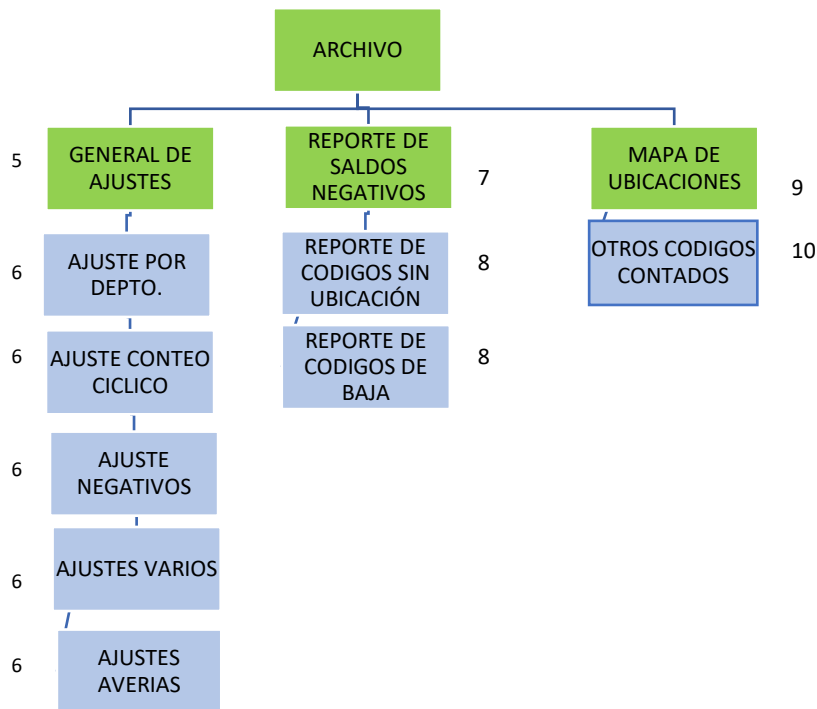 ARCHIVO
5
GENERAL DE
AJUSTES
6
AJUSTE POR
DEPTO.
6
AJUSTE CONTEO
CICLICO
6
AJUSTE
NEGATIVOS
6
AJUSTES VARIOS
6
AJUSTES
AVERIAS
REPORTE DE
SALDOS
NEGATIVOS
7
REPORTE DE
CODIGOS SIN
UBICACIÓN
8
REPORTE DE
CODIGOS DE
BAJA
8
MAPA DE
UBICACIONES
9
OTROS CODIGOS
CONTADOS
10